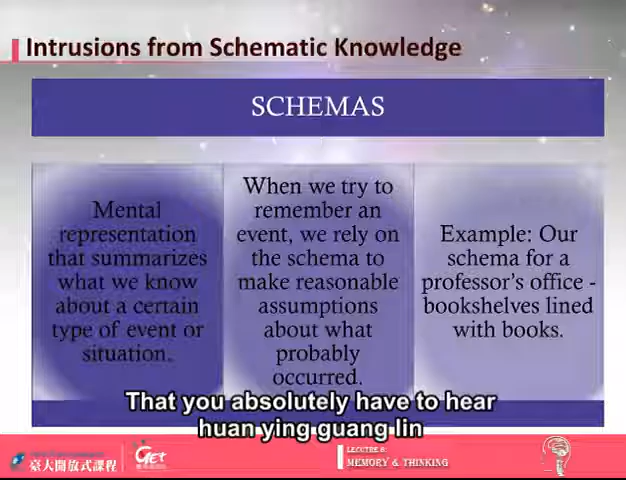 Intrusions from Schematic Knowledge
SCHEMAS
Mental
representation
that summarizes
what we know
about a certain
type of event or
situation.
When we try to
remember an
event, we rely on
the schema to
make reasonable
assumptions
about what
probably
occurred.
Example: Our
schema for a
professor's office -
bookshelves lined
with books.
That you absolutely have to hear
huan ying guang lin
臺大開放式課程
GET
LECUTRE 8:
MEMORY & THINKING